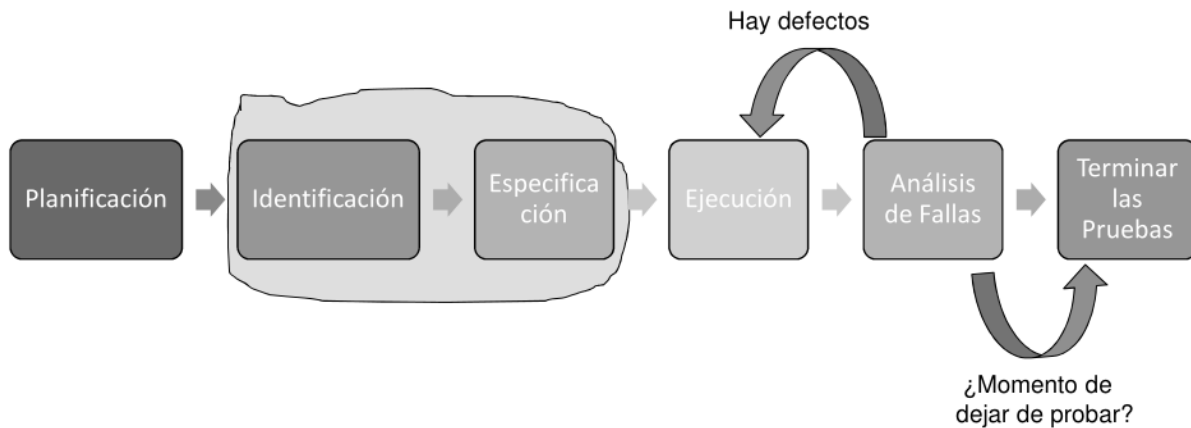 Hay defectos
Planificación
Identificación
Especifica
ción
Ejecución
Análisis
de Fallas
Terminar
las
Pruebas
¿Momento de
dejar de probar?